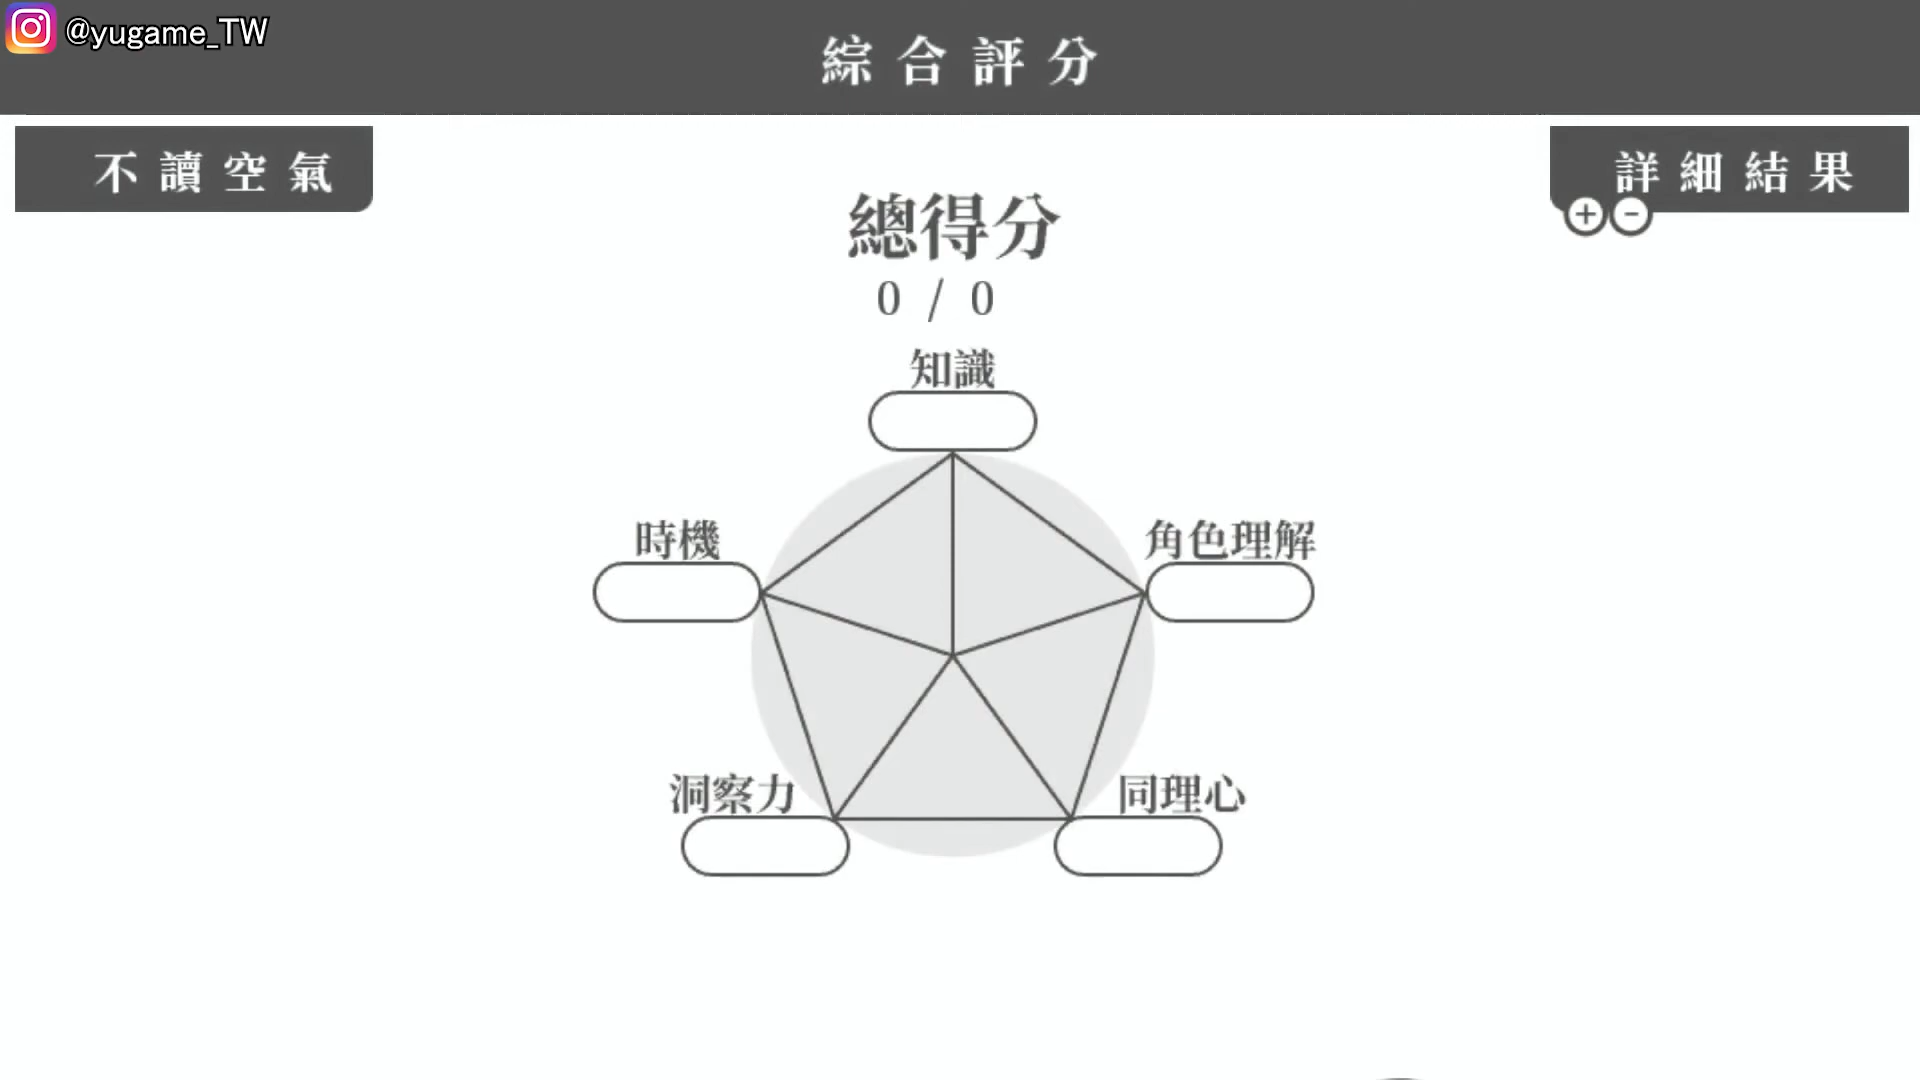 @yugame_TW
綜合評分
不讀空氣
詳細結果
總得分
0 / 0
知識
時機
角色理解
洞察力
同理心